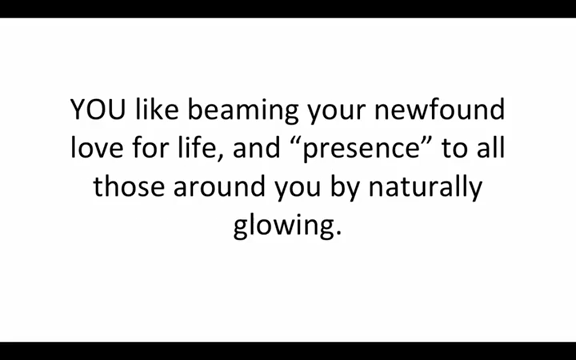 YOU like beaming your newfound
love for life, and “presence” to all
those around you by naturally
glowing.